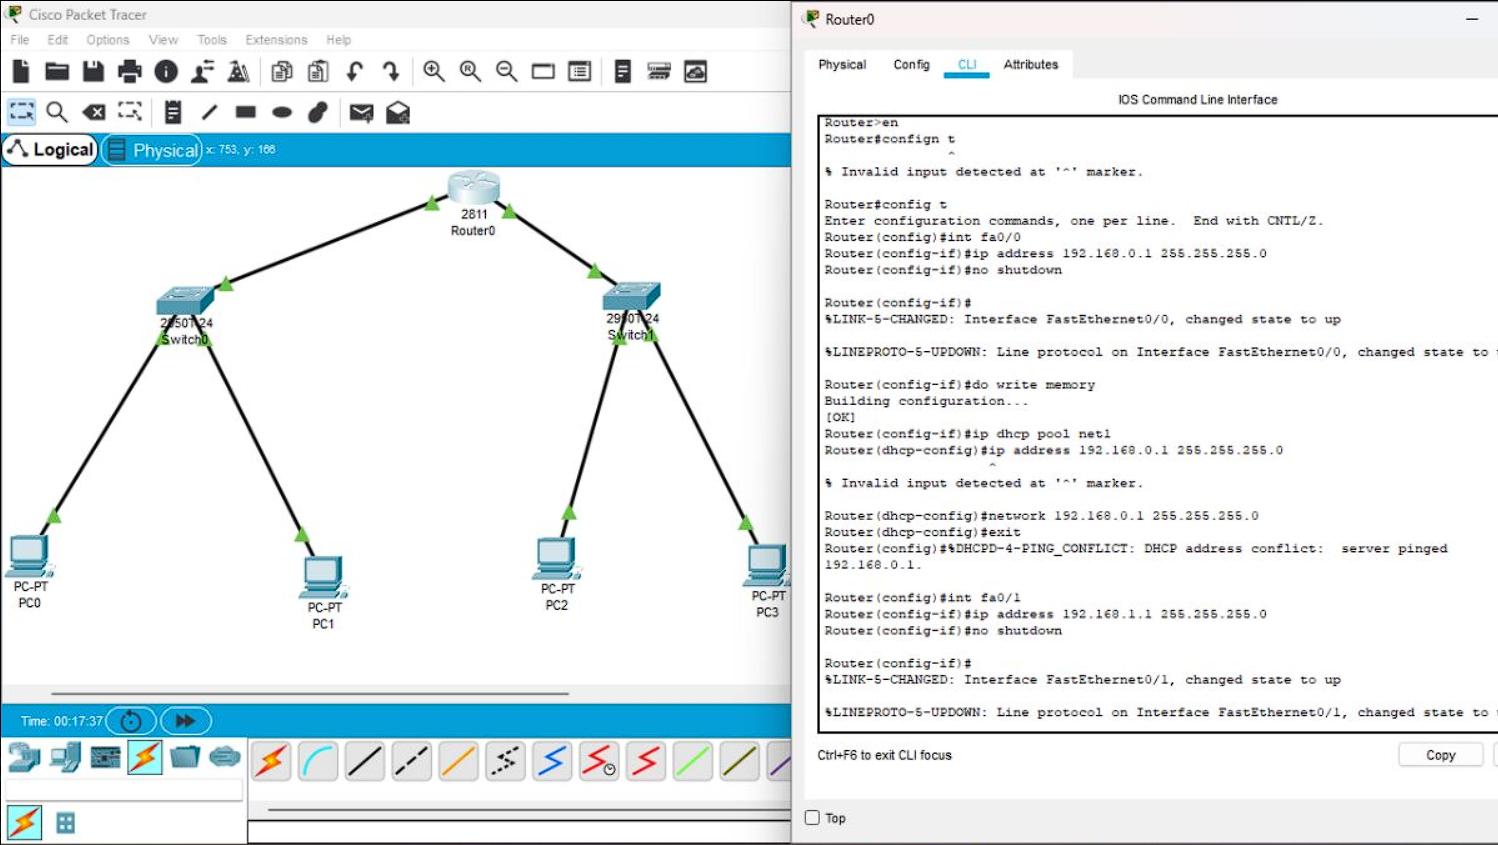 Cisco Packet Tracer
File Edit Options View Tools Extensions Help
Logical
Physical x: 753, y: 166
2811
Router0
2950T-24
Switch0
2950T-24
Switch1
PC-PT
PC0
PC-PT
PC1
PC-PT
PC2
PC-PT
PC3
Time: 00:17:37
Router0
Physical Config CLI Attributes
IOS Command Line Interface
Router>en
Router#confign t
^
% Invalid input detected at '^' marker.
Router#config t
Enter configuration commands, one per line. End with CNTL/Z.
Router(config)#int fa0/0
Router(config-if)#ip address 192.168.0.1 255.255.255.0
Router(config-if)#no shutdown
Router(config-if)#
%LINK-5-CHANGED: Interface FastEthernet0/0, changed state to up
%LINEPROTO-5-UPDOWN: Line protocol on Interface FastEthernet0/0, changed state to
Router(config-if)#do write memory
Building configuration...
[OK]
Router(config-if)#ip dhcp pool net1
Router(dhcp-config)#ip address 192.168.0.1 255.255.255.0
^
% Invalid input detected at '^' marker.
Router(dhcp-config)#network 192.168.0.1 255.255.255.0
Router(dhcp-config)#exit
Router(config)#%DHCPD-4-PING_CONFLICT: DHCP address conflict: server pinged
192.168.0.1.
Router(config)#int fa0/1
Router(config-if)#ip address 192.168.1.1 255.255.255.0
Router(config-if)#no shutdown
Router(config-if)#
%LINK-5-CHANGED: Interface FastEthernet0/1, changed state to up
%LINEPROTO-5-UPDOWN: Line protocol on Interface FastEthernet0/1, changed state to
Ctrl+F6 to exit CLI focus
Copy
Top